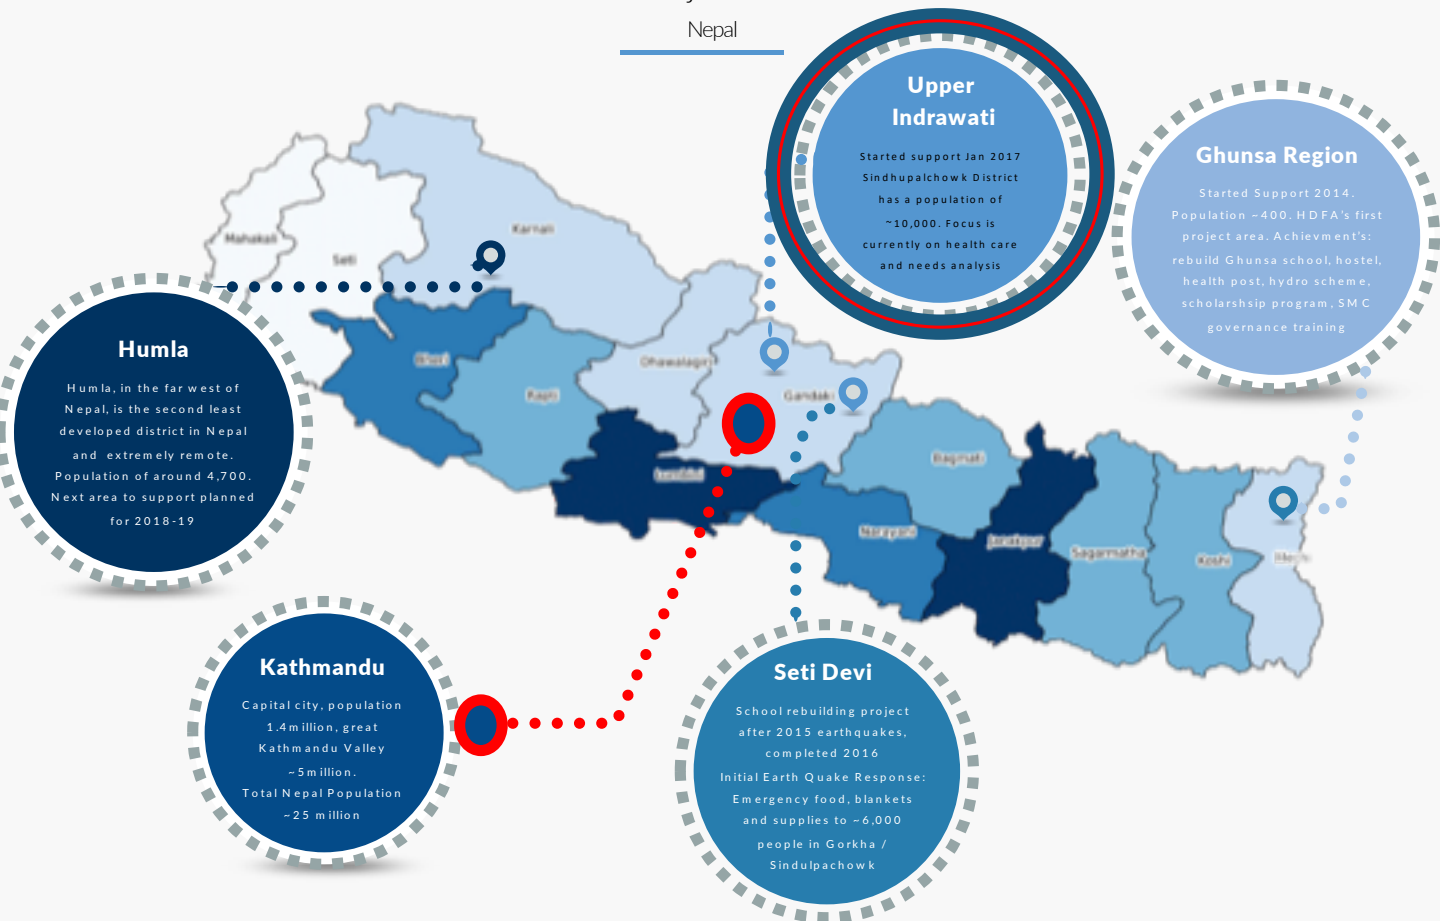 Nepal
Upper
Indrawati
Started support Jan 2017
Sindhupalchowk District
has a population of
~10,000. Focus is
currently on health care
and needs analysis
Ghunsa Region
Started Support 2014.
Population ~400. HDFA's first
project area. Achievment's:
rebuild Ghunsa school, hostel,
health post, hydro scheme,
scholarshsip program, SMC
governance training
Mahakali
Seti
Karnali
Humla
Humla, in the far west of
Nepal, is the second least
developed district in Nepal
and extremely remote.
Population of around 4,700.
Next area to support planned
for 2018-19
Bheri
Rapti
Dhawalagiri
Gandaki
Lumbini
Bagmati
Narayani
Janakpur
Sagarmatha
Koshi
Kathmandu
Capital city, population
1.4million, great
Kathmandu Valley
~5million.
Total Nepal Population
~25 million
Seti Devi
School rebuilding project
after 2015 earthquakes,
completed 2016
Initial Earth Quake Response:
Emergency food, blankets
and supplies to ~6,000
people in Gorkha /
Sindulpachowk